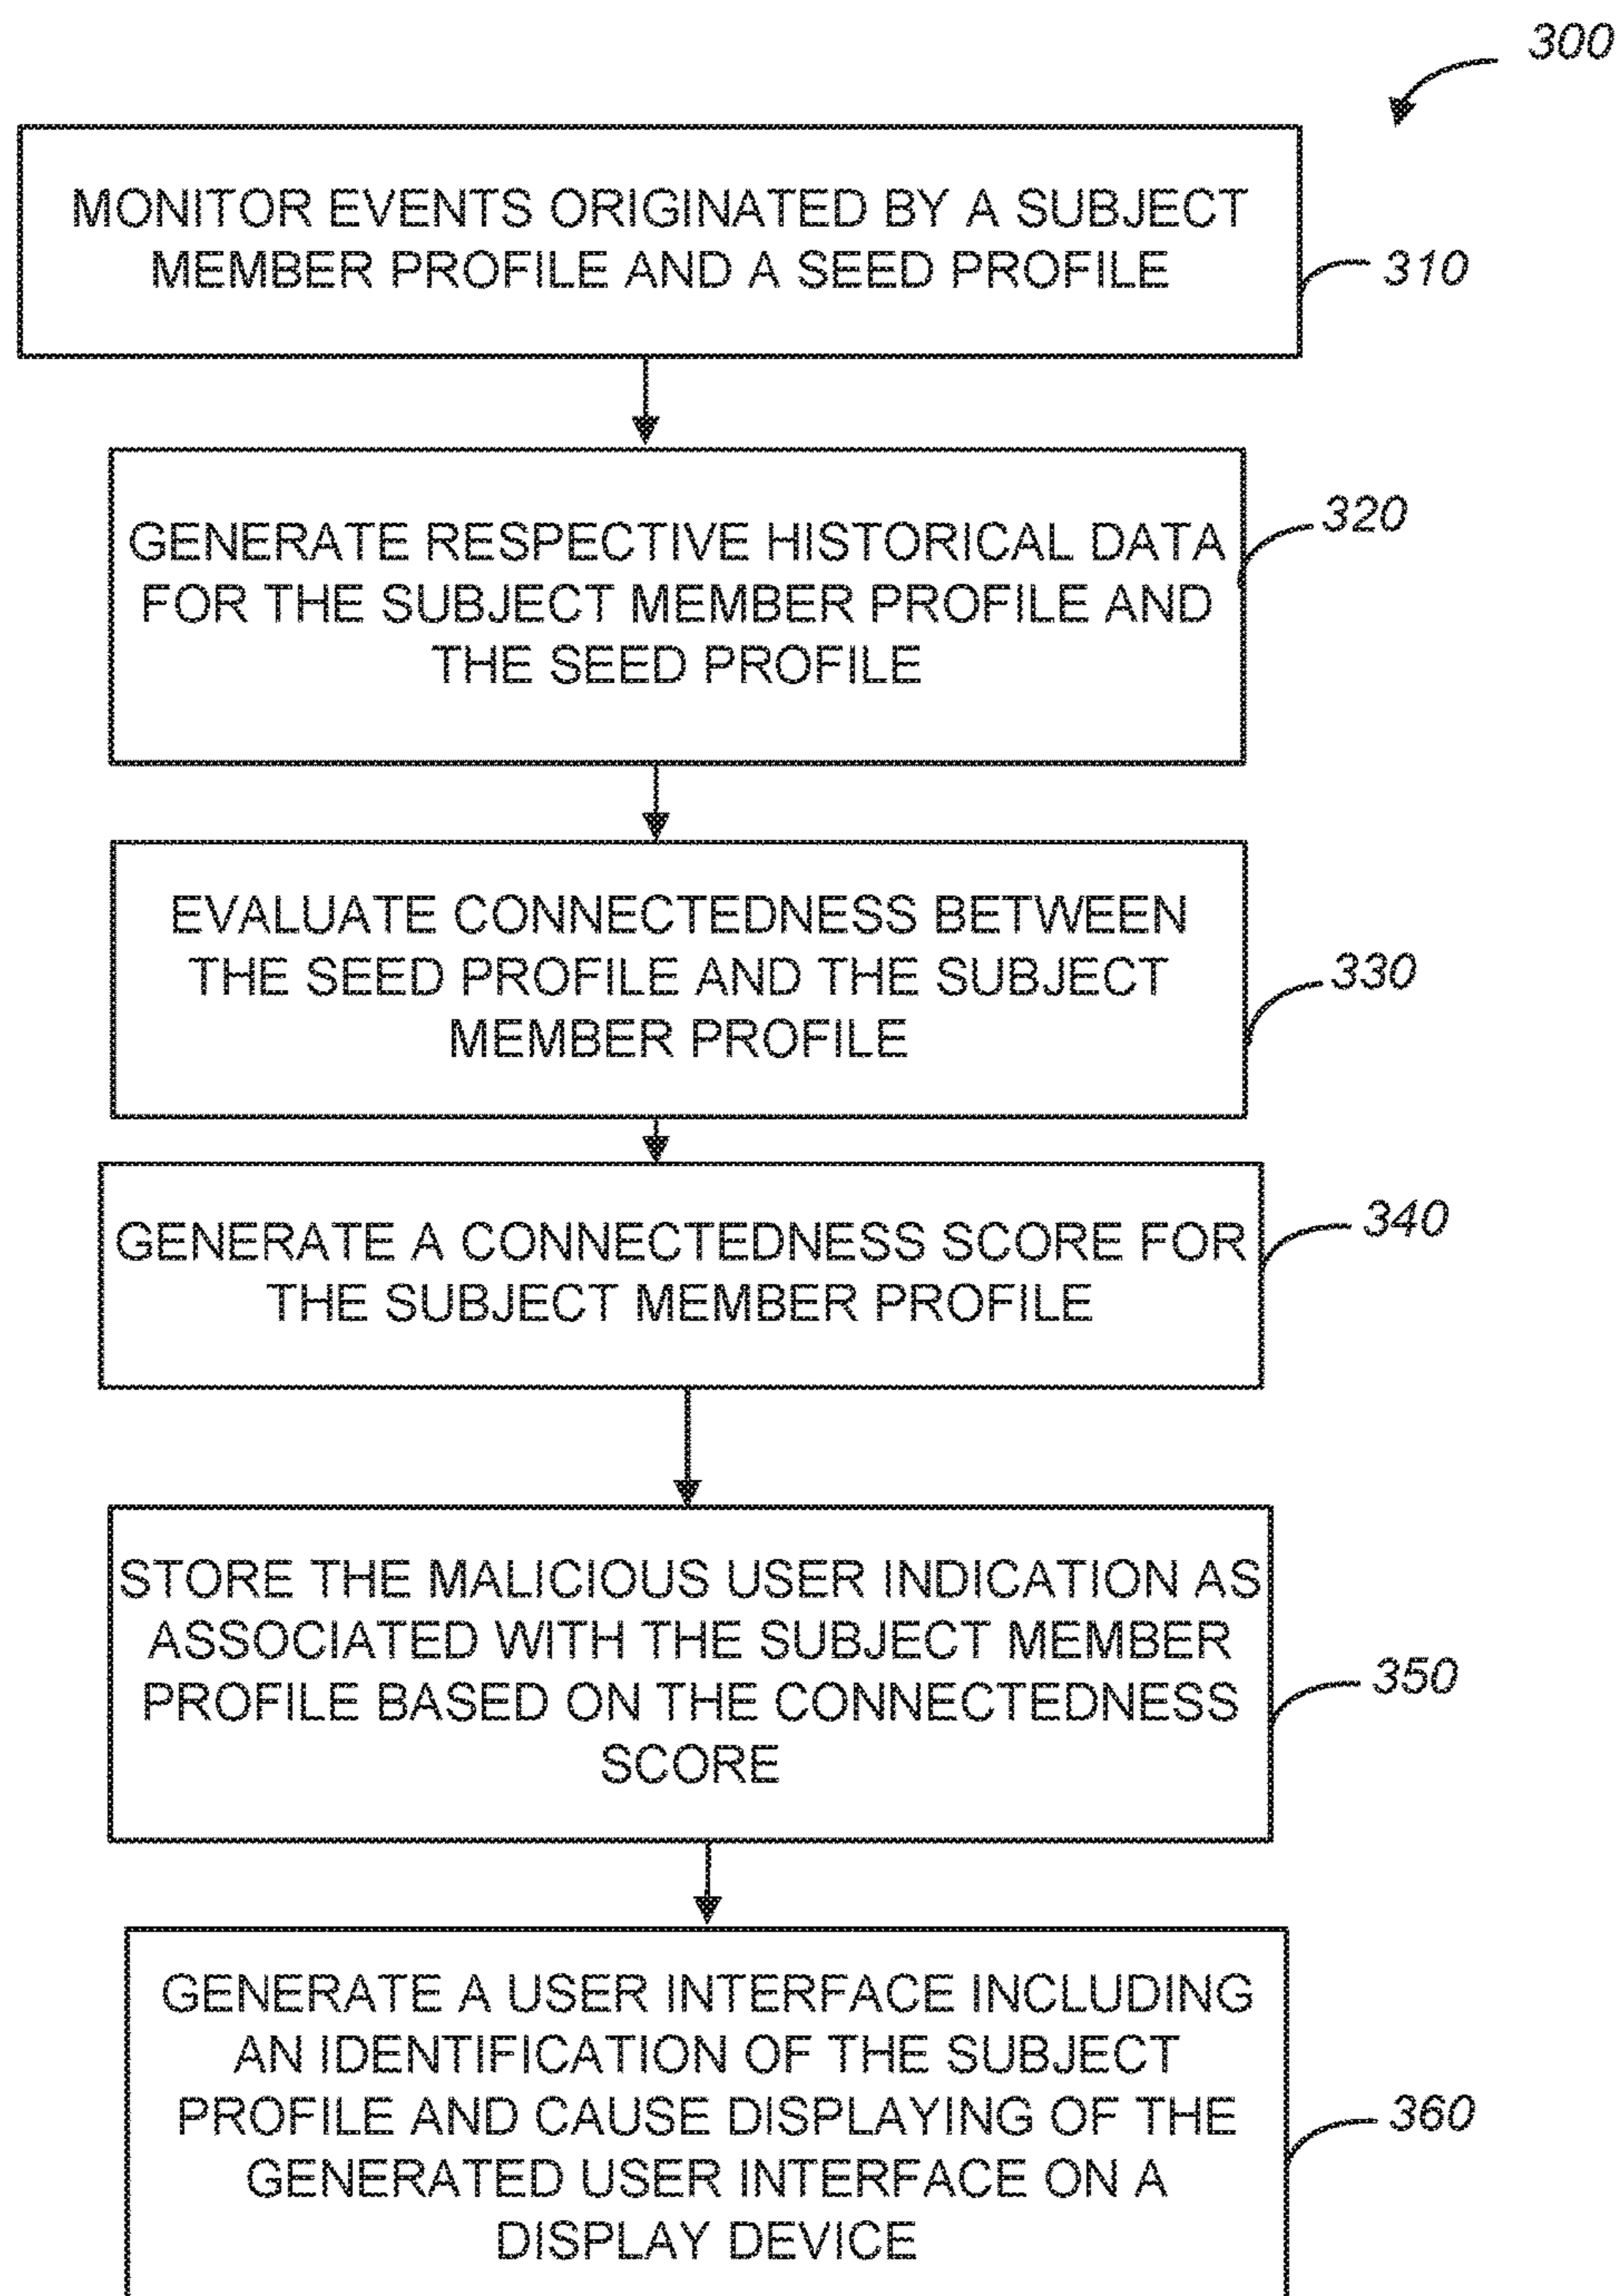 300
MONITOR EVENTS ORIGINATED BY A SUBJECT
MEMBER PROFILE AND A SEED PROFILE
310
GENERATE RESPECTIVE HISTORICAL DATA
FOR THE SUBJECT MEMBER PROFILE AND
THE SEED PROFILE
320
EVALUATE CONNECTEDNESS BETWEEN
THE SEED PROFILE AND THE SUBJECT
MEMBER PROFILE
330
GENERATE A CONNECTEDNESS SCORE FOR
THE SUBJECT MEMBER PROFILE
340
STORE THE MALICIOUS USER INDICATION AS
ASSOCIATED WITH THE SUBJECT MEMBER
PROFILE BASED ON THE CONNECTEDNESS
SCORE
350
GENERATE A USER INTERFACE INCLUDING
AN IDENTIFICATION OF THE SUBJECT
PROFILE AND CAUSE DISPLAYING OF THE
GENERATED USER INTERFACE ON A
DISPLAY DEVICE
360